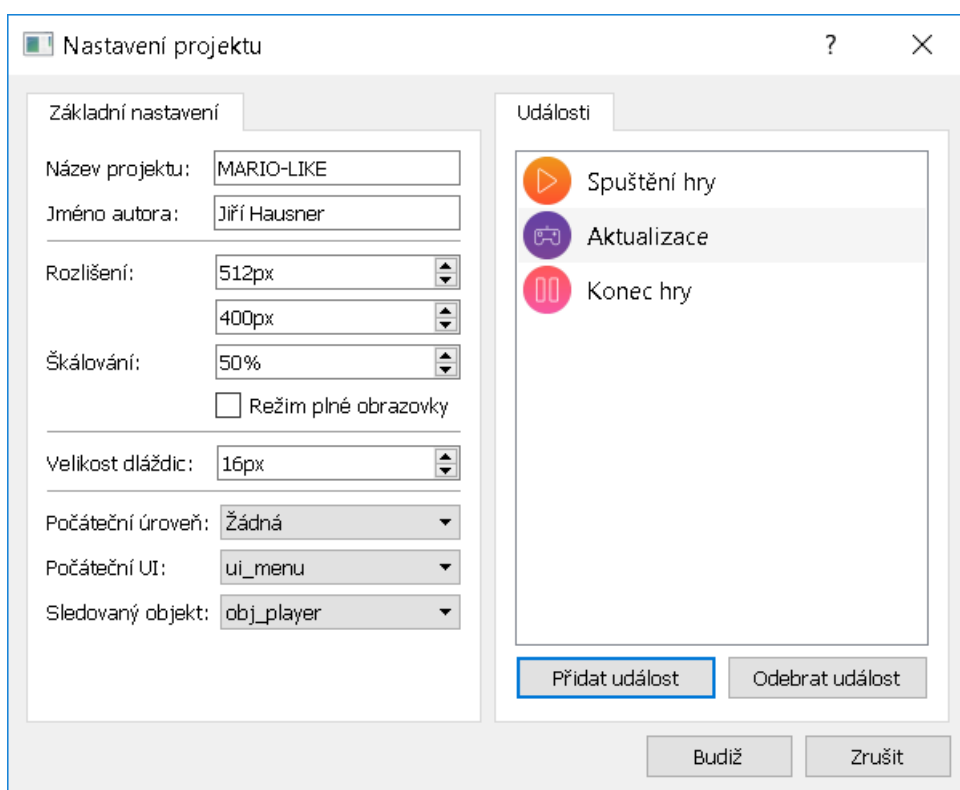 Nastavení projektu
?
Základní nastavení
Název projektu: MARIO-LIKE
Jméno autora: Jiří Hausner
Rozlišení: 512px
400px
Škálování: 50%
Režim plné obrazovky
Velikost dláždic: 16px
Počáteční úroveň: Žádná
Počáteční UI: ui_menu
Sledovaný objekt: obj_player
Události
Spuštění hry
Aktualizace
Konec hry
Přidat událost
Odebrat událost
Budiž
Zrušit